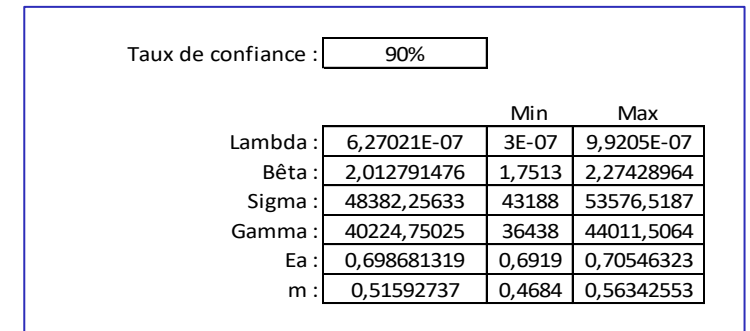 Taux de confiance : 90%
Min Max
Lambda : 6,27021E-07 3E-07 9,9205E-07
Bêta : 2,012791476 1,7513 2,27428964
Sigma : 48382,25633 43188 53576,5187
Gamma : 40224,75025 36438 44011,5064
Ea : 0,698681319 0,6919 0,70546323
m : 0,51592737 0,4684 0,56342553